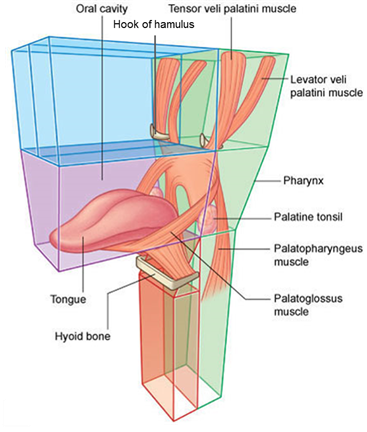 Oral cavity
Tensor veli palatini muscle
Hook of hamulus
Levator veli
palatini muscle
Pharynx
Palatine tonsil
Palatopharyngeus
muscle
Tongue
Palatoglossus
muscle
Hyoid bone